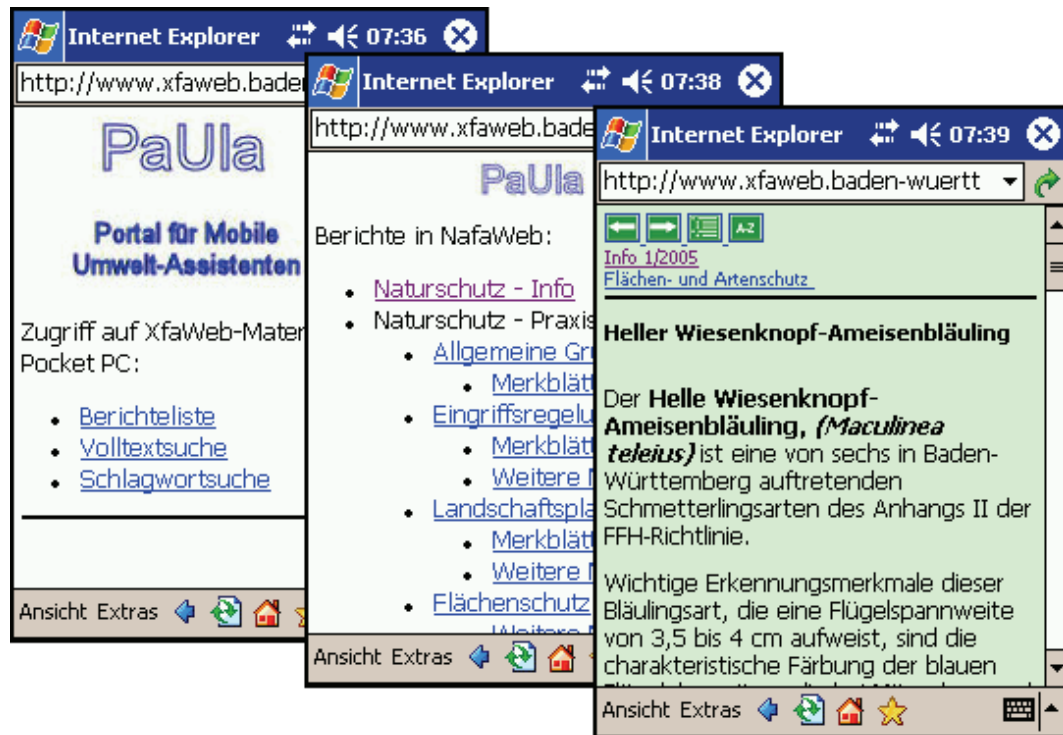 Internet Explorer 07:36
http://www.xfaweb.bade
PaUla
Portal für Mobile
Umwelt-Assistenten
Zugriff auf XfaWeb-Mater
Pocket PC:
Berichteliste
Volltextsuche
Schlagwortsuche
Ansicht Extras
Internet Explorer 07:38
http://www.xfaweb.bade
PaUla
Berichte in NafaWeb:
Naturschutz - Info
Naturschutz - Praxis
Allgemeine Gr
Merkblätt
Eingriffsregelu
Merkblätt
Weitere
Landschaftspla
Merkblätt
Weitere
Flächenschutz
Weitere
Ansicht Extras
Internet Explorer 07:39
http://www.xfaweb.baden-wuertt
A-Z
Info 1/2005
Flächen- und Artenschutz
Heller Wiesenknopf-Ameisenbläuling
Der Helle Wiesenknopf-
Ameisenbläuling, (Maculinea
teleius) ist eine von sechs in Baden-
Württemberg auftretenden
Schmetterlingsarten des Anhangs II der
FFH-Richtlinie.
Wichtige Erkennungsmerkmale dieser
Bläulingsart, die eine Flügelspannweite
von 3,5 bis 4 cm aufweist, sind die
charakteristische Färbung der blauen
Ansicht Extras